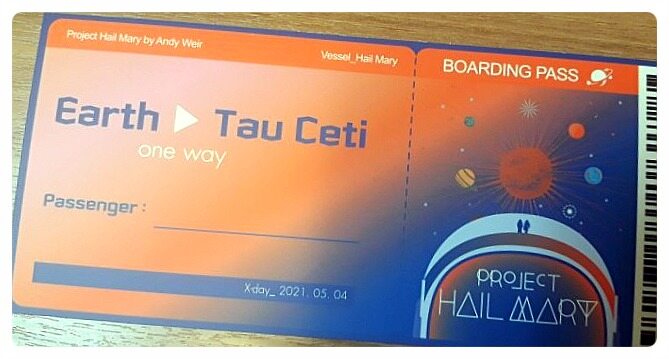 Project Hail Mary by Andy Weir
Vessel_Hail Mary
Earth ▶ Tau Ceti
one way
Passenger :
X-day_ 2021. 05. 04
BOARDING PASS
PROJECT
HAIL MARY